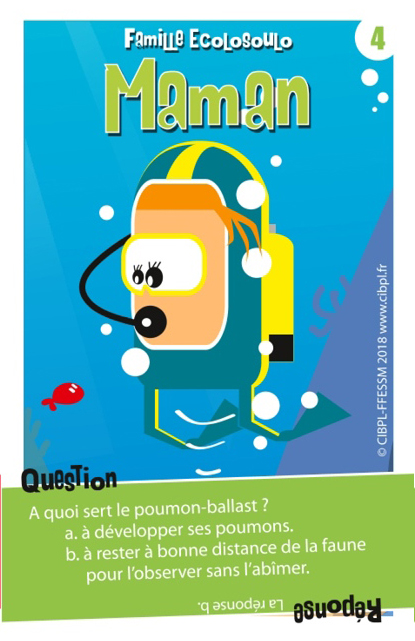 Famille Ecolosoulo
4
Maman
© CIBPL-FFESSM 2018 www.cibpl.fr
Question
A quoi sert le poumon-ballast ?
a. à développer ses poumons.
b. à rester à bonne distance de la faune
pour l'observer sans l'abîmer.
Réponse
La réponse b.